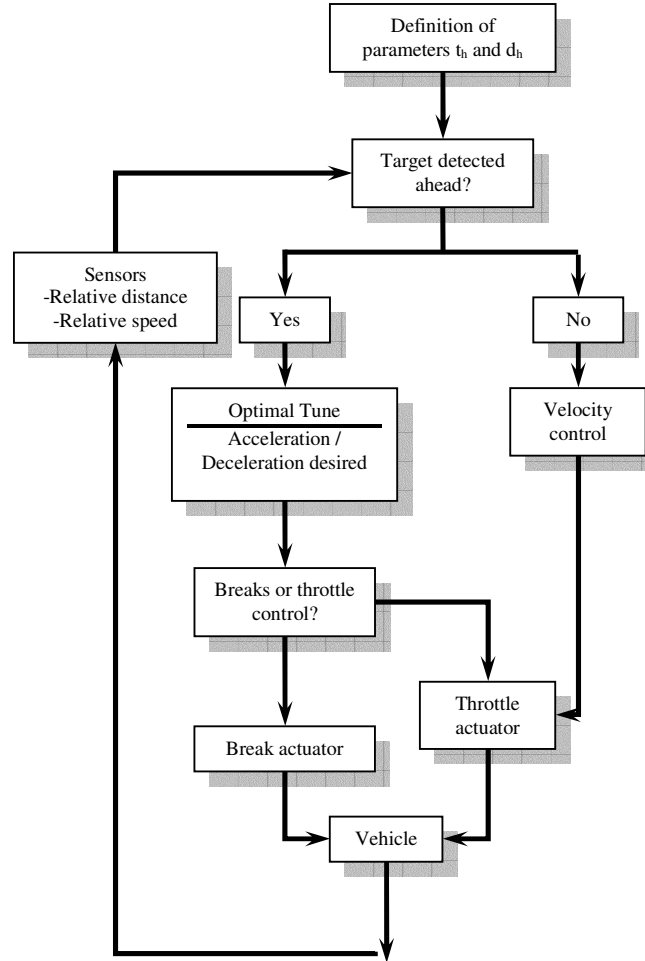 Definition of
parameters tₕ and dₕ
Target detected
ahead?
Sensors
-Relative distance
-Relative speed
Yes
No
Optimal Tune
Acceleration /
Deceleration desired
Velocity
control
Breaks or throttle
control?
Throttle
actuator
Break actuator
Vehicle